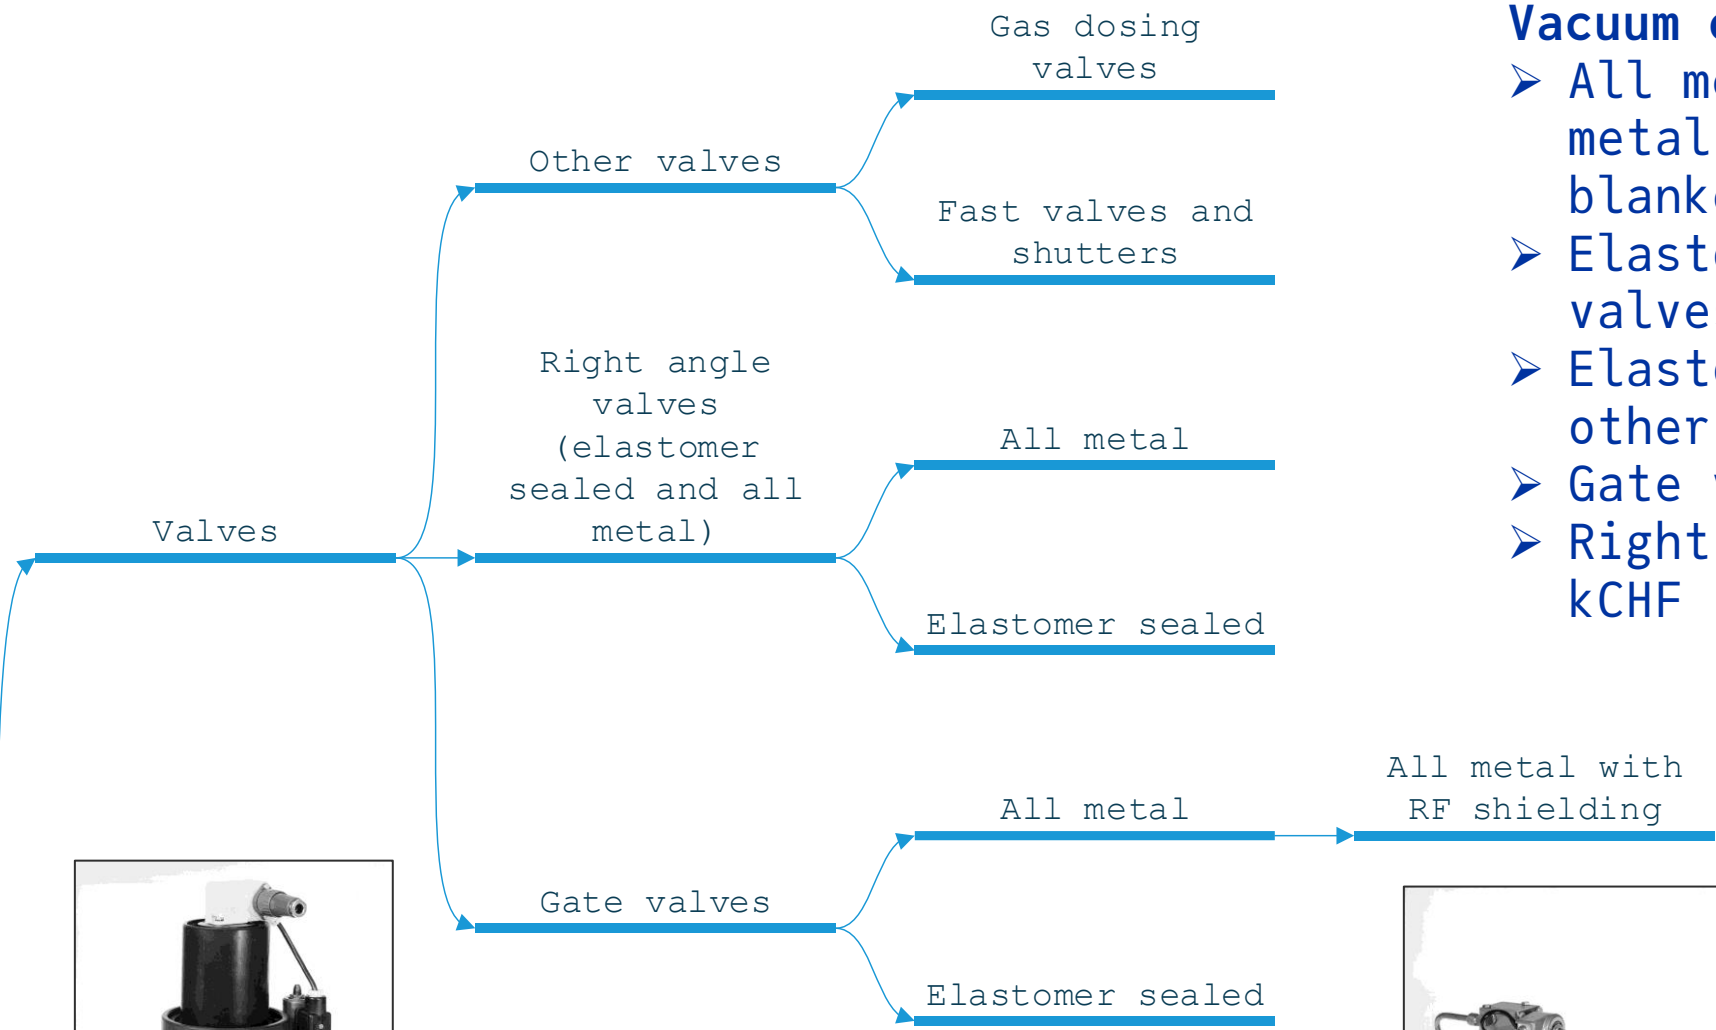 Gas dosing
valves
Other valves
Fast valves and
shutters
Right angle
valves
(elastomer
sealed and all
metal)
All metal
Valves
Elastomer sealed
All metal
All metal with
RF shielding
Gate valves
Elastomer sealed
Vacuum
➢ All
metal
➢
valve
➢
other
➢ Gate
➢ Right
kCHF